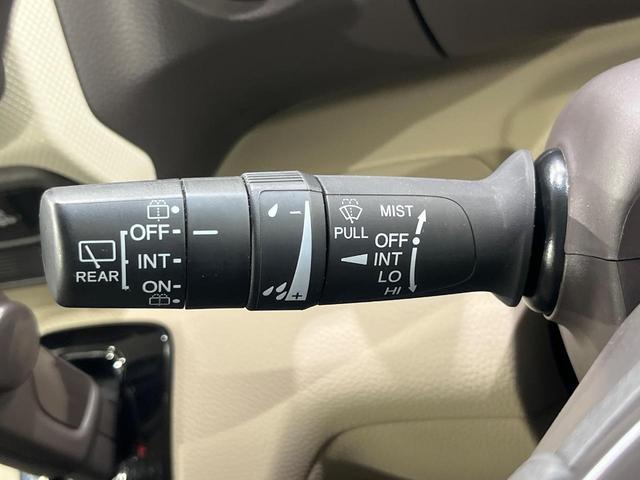 OFF
INT
ON
REAR
−
+
PULL
MIST
OFF
INT
LO
HI